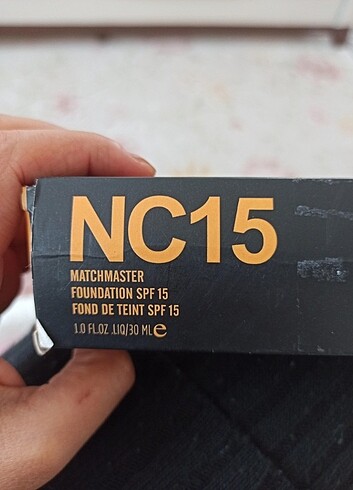 NC15
MATCHMASTER
FOUNDATION SPF 15
FOND DE TEINT SPF 15
1.0 FL.OZ .LIQ/30 ML℮